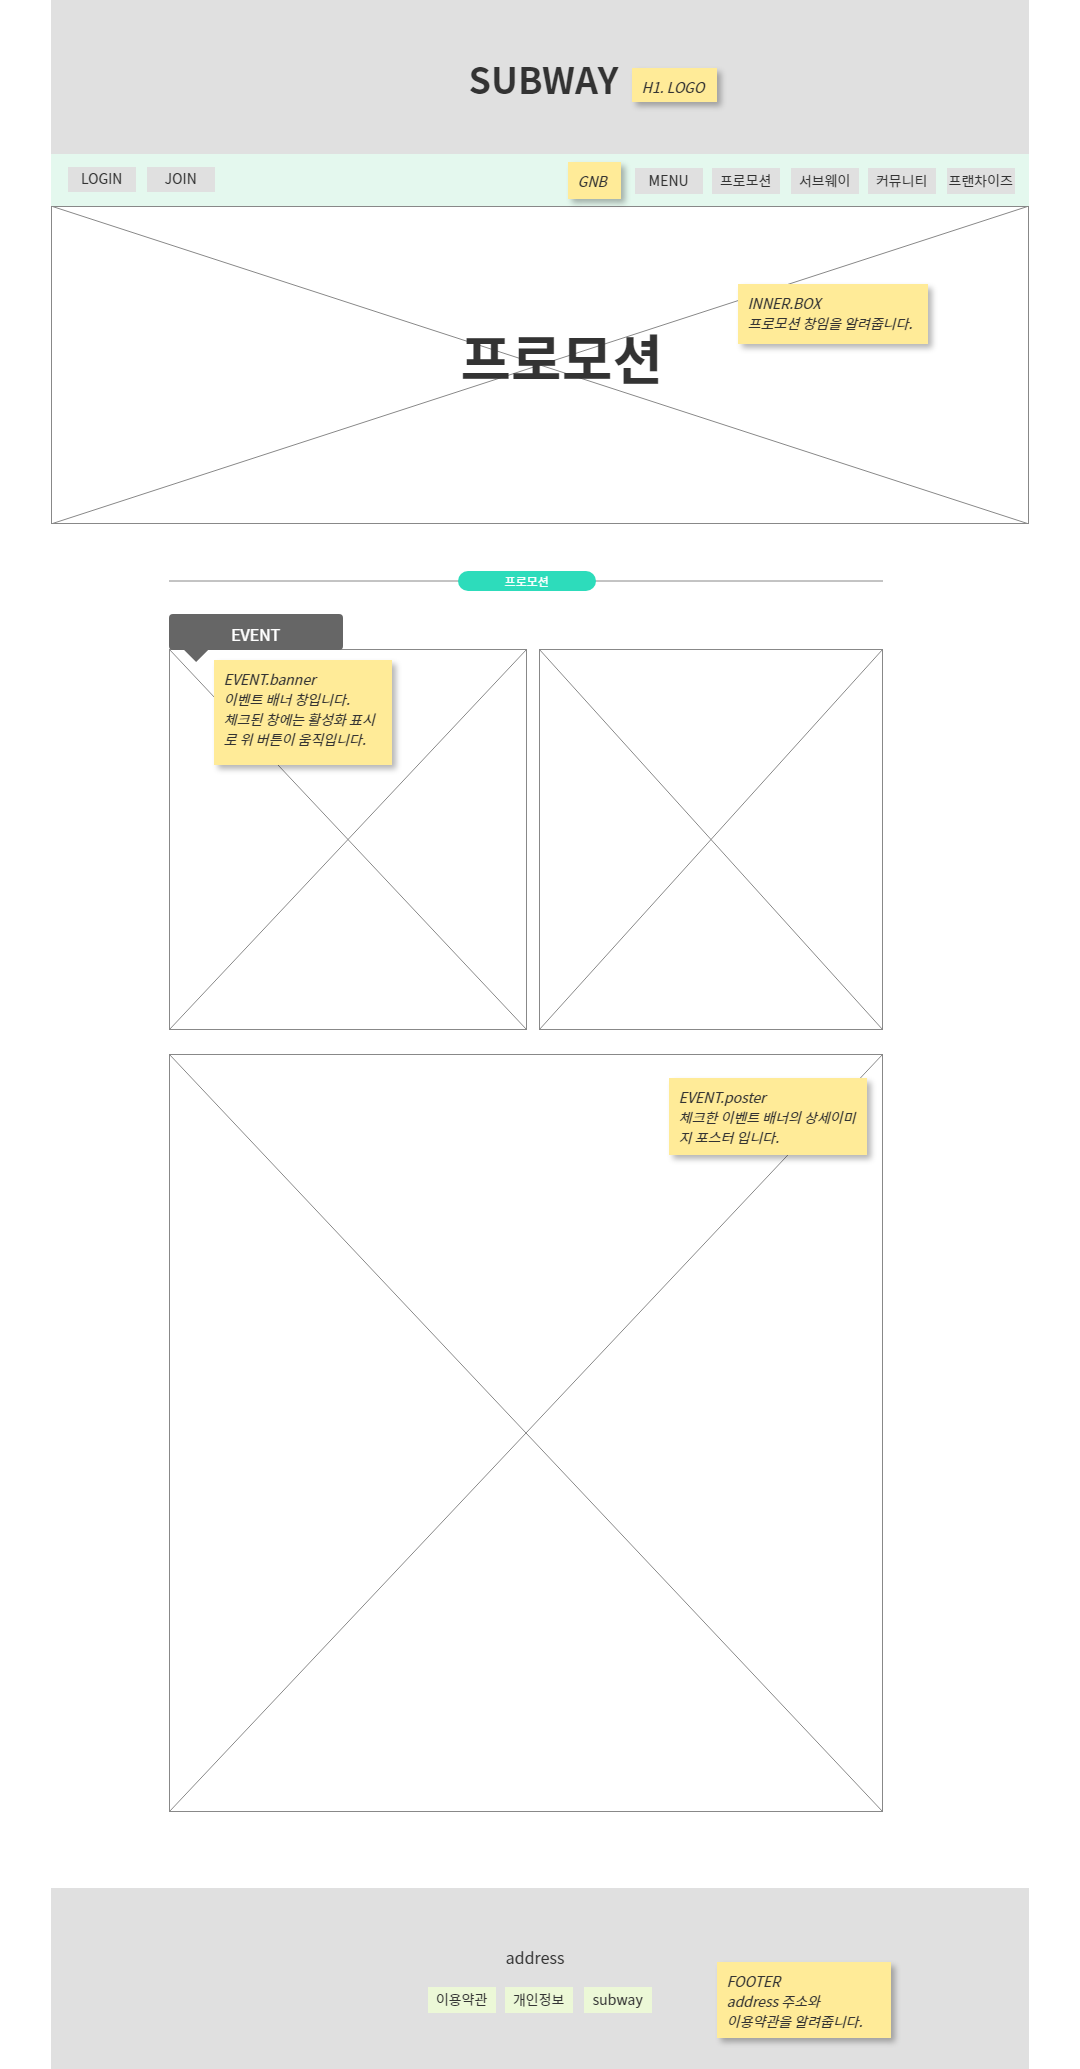 SUBWAY
H1. LOGO
LOGIN
JOIN
GNB
MENU
프로모션
서브웨이
커뮤니티
프랜차이즈
INNER.BOX
프로모션 창임을 알려줍니다.
프로모션
프로모션
EVENT
EVENT.banner
이벤트 배너 창입니다.
체크된 창에는 활성화 표시
로 위 버튼이 움직입니다.
EVENT.poster
체크한 이벤트 배너의 상세이미
지 포스터 입니다.
address
이용약관
개인정보
subway
FOOTER
address 주소와
이용약관을 알려줍니다.